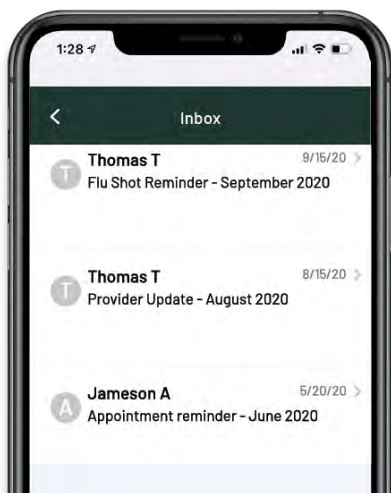 1:28
Inbox
Thomas T 9/15/20
T
Flu Shot Reminder - September 2020
Thomas T 8/15/20
T
Provider Update - August 2020
Jameson A 5/20/20
A
Appointment reminder - June 2020